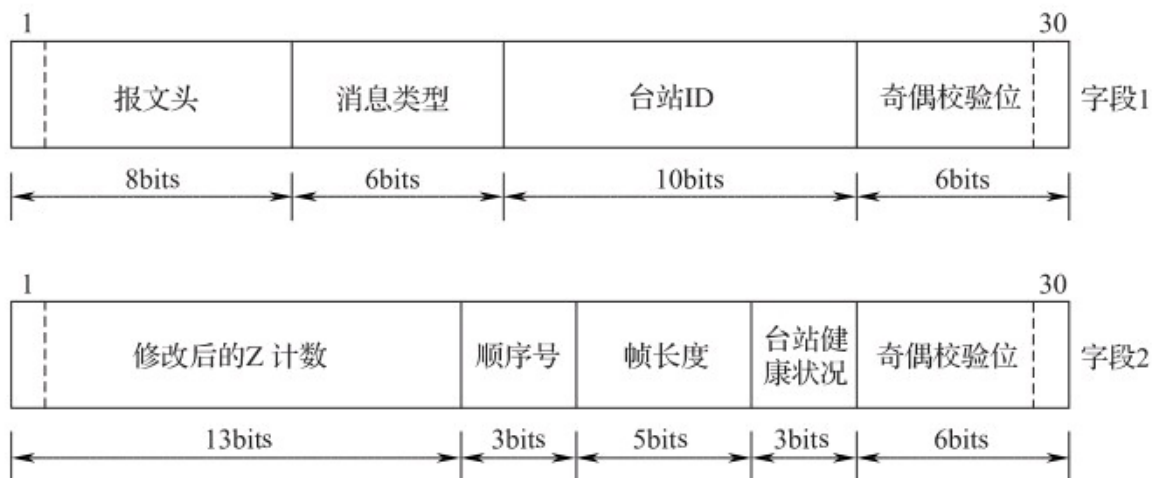 1 30
报文头 消息类型 台站ID 奇偶校验位 字段1
8bits 6bits 10bits 6bits
1 30
修改后的Z 计数 顺序号 帧长度 台站健康状况 奇偶校验位 字段2
13bits 3bits 5bits 3bits 6bits